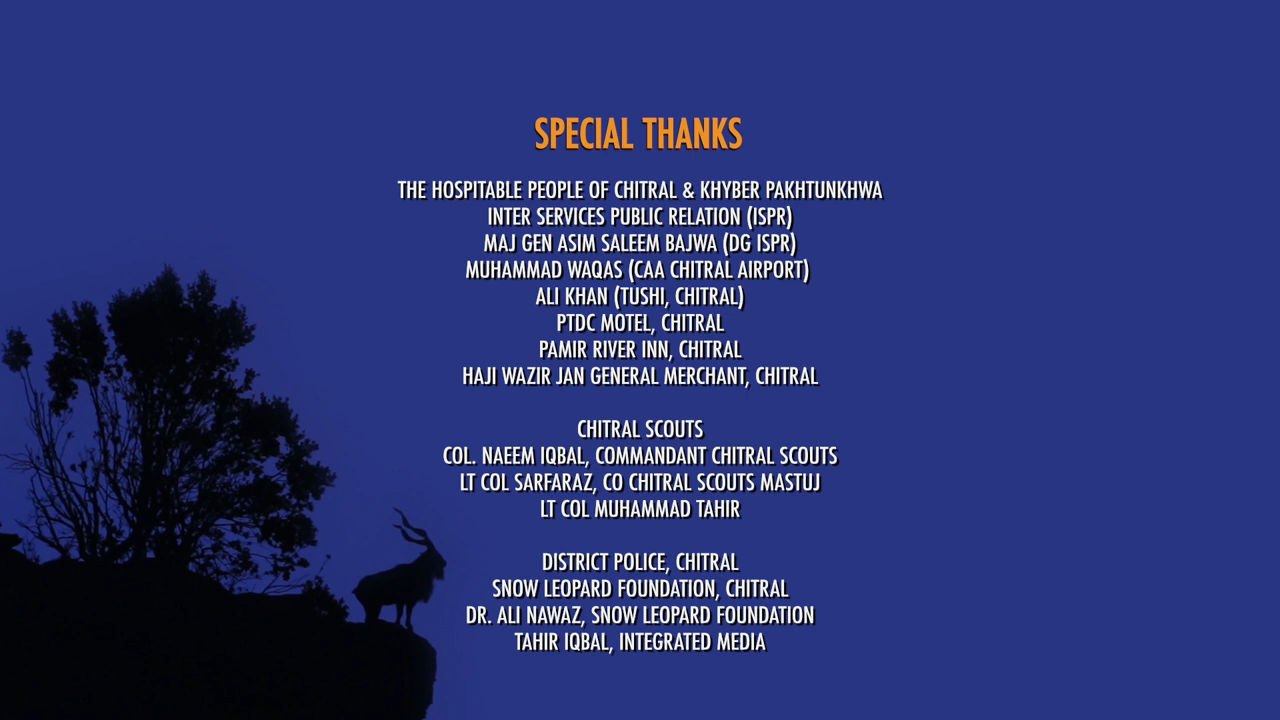 SPECIAL THANKS
THE HOSPITABLE PEOPLE OF CHITRAL & KHYBER PAKHTUNKHWA
INTER SERVICES PUBLIC RELATION (ISPR)
MAJ GEN ASIM SALEEM BAJWA (DG ISPR)
MUHAMMAD WAQAS (CAA CHITRAL AIRPORT)
ALI KHAN (TUSHI, CHITRAL)
PTDC MOTEL, CHITRAL
PAMIR RIVER INN, CHITRAL
HAJI WAZIR JAN GENERAL MERCHANT, CHITRAL
CHITRAL SCOUTS
COL. NAEEM IQBAL, COMMANDANT CHITRAL SCOUTS
LT COL SARFARAZ, CO CHITRAL SCOUTS MASTUJ
LT COL MUHAMMAD TAHIR
DISTRICT POLICE, CHITRAL
SNOW LEOPARD FOUNDATION, CHITRAL
DR. ALI NAWAZ, SNOW LEOPARD FOUNDATION
TAHIR IQBAL, INTEGRATED MEDIA